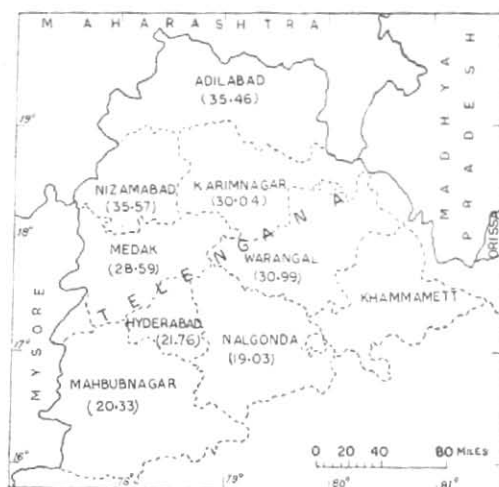 MAHARASHTRA
ADILABAD
(35·46)
MADHYA PRADESH
ORISSA
19°
NIZAMABAD
(35·57)
KARIMNAGAR
(30·04)
18°
MEDAK
(28·59)
TELENGANA
WARANGAL
(30·99)
KHAMMAMETT
MYSORE
HYDERABAD
(21·76)
NALGONDA
(19·03)
17°
MAHBUBNAGAR
(20·33)
16°
0 20 40 80 MILES
79°
80°
81°